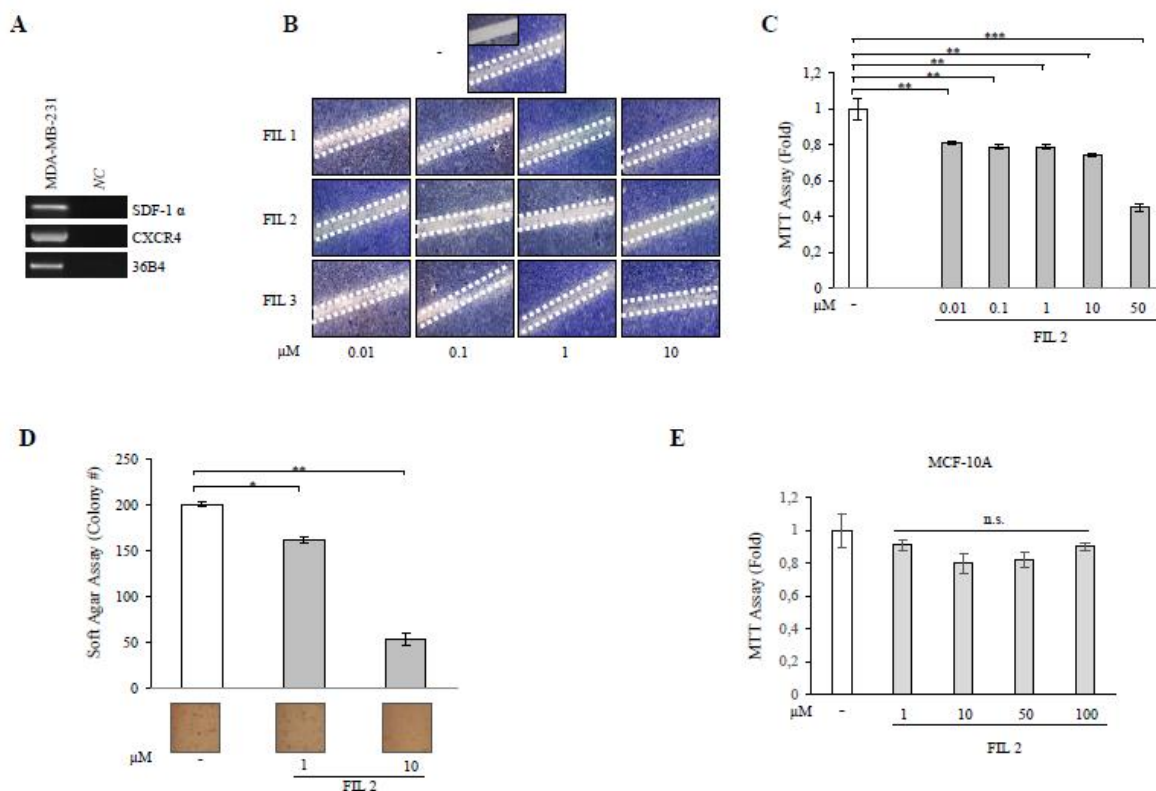 A
MDA-MB-231
NC
SDF-1 α
CXCR4
36B4
B
-
FIL 1
FIL 2
FIL 3
μM 0.01 0.1 1 10
C
***
**
**
**
**
MTT Assay (Fold)
1,2
1
0,8
0,6
0,4
0,2
0
μM - 0.01 0.1 1 10 50
FIL 2
D
**
*
Soft Agar Assay (Colony #)
250
200
150
100
50
0
μM - 1 10
FIL 2
E
MCF-10A
n.s.
MTT Assay (Fold)
1,2
1
0,8
0,6
0,4
0,2
0
μM - 1 10 50 100
FIL 2